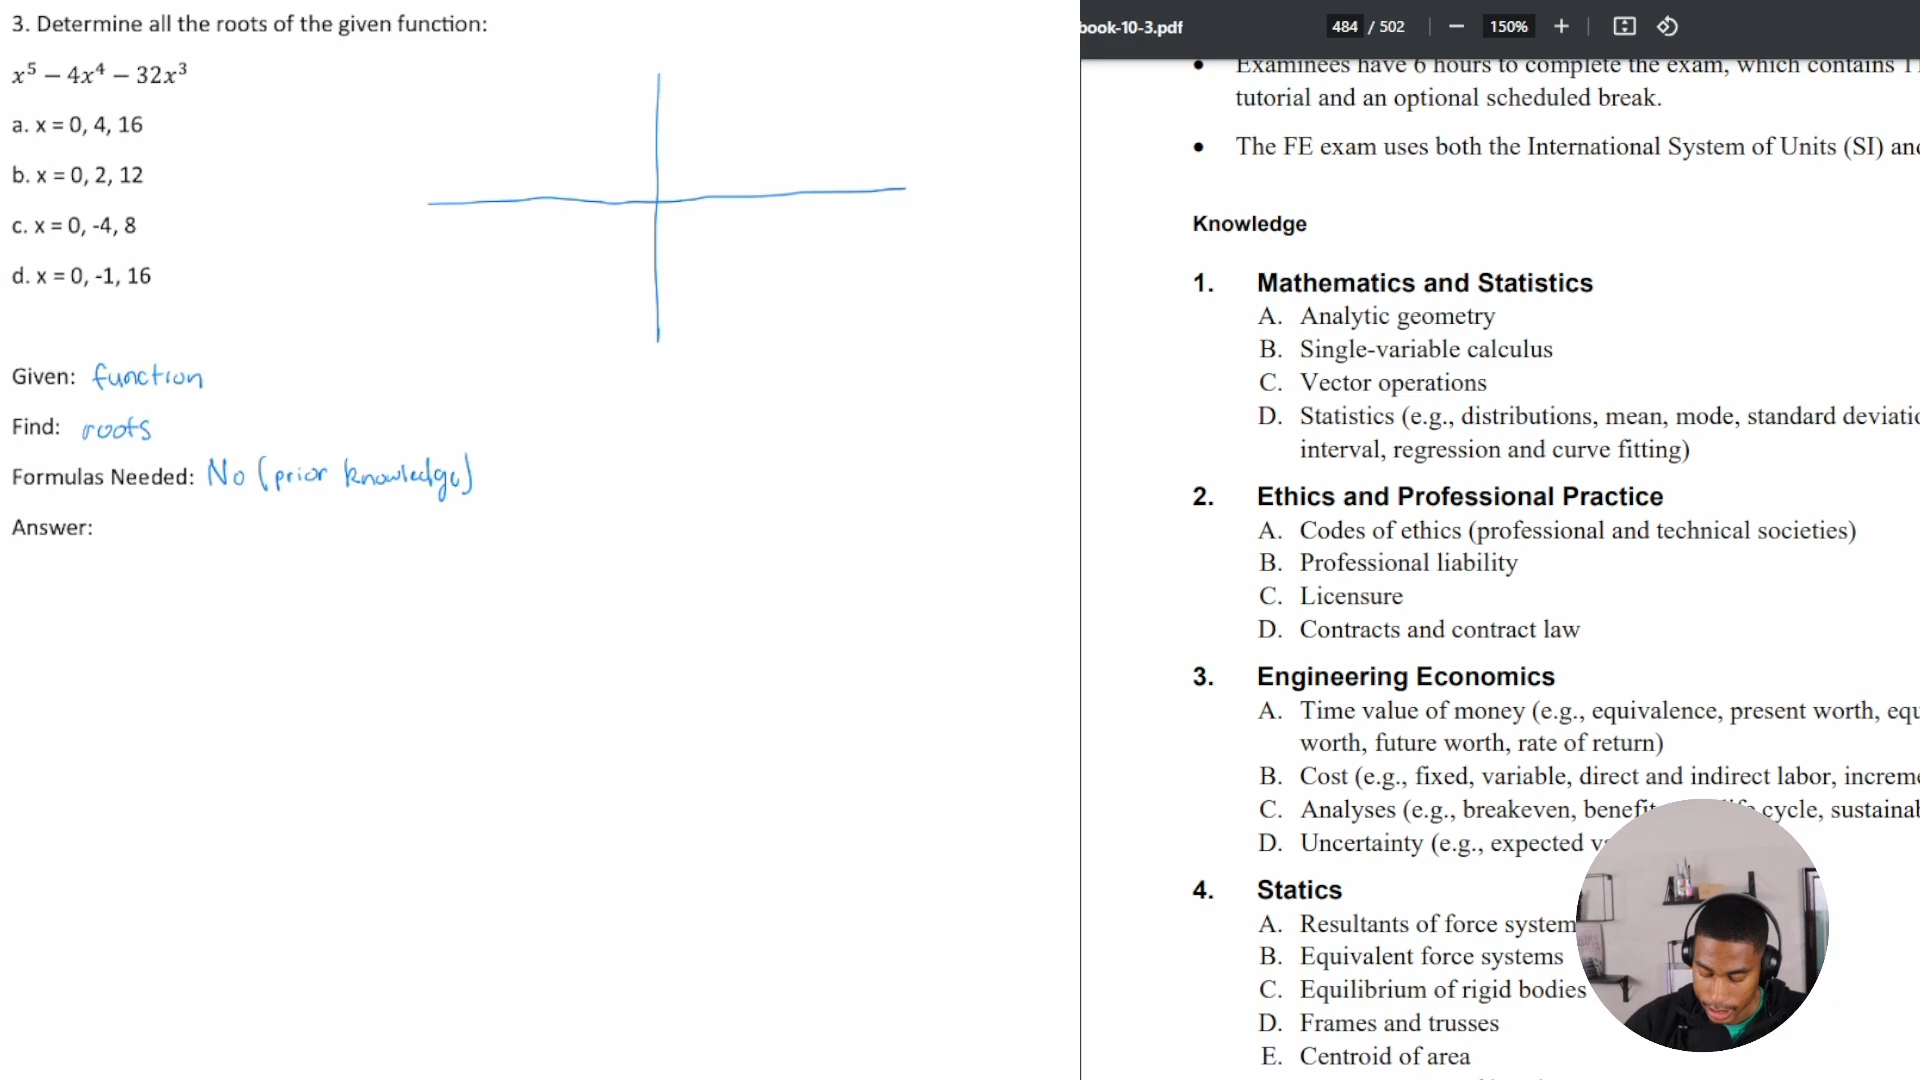 3. Determine all the roots of the given function:
x⁵ – 4x⁴ – 32x³
a. x = 0, 4, 16
b. x = 0, 2, 12
c. x = 0, -4, 8
d. x = 0, -1, 16
Given: function
Find: roots
Formulas Needed: No (prior knowledge)
Answer:
book-10-3.pdf
484 / 502
150%
• Examinees have 6 hours to complete the exam, which contains
tutorial and an optional scheduled break.
• The FE exam uses both the International System of Units (SI)
Knowledge
1. Mathematics and Statistics
A. Analytic geometry
B. Single-variable calculus
C. Vector operations
D. Statistics (e.g., distributions, mean, mode, standard
interval, regression and curve fitting)
2. Ethics and Professional Practice
A. Codes of ethics (professional and technical societies)
B. Professional liability
C. Licensure
D. Contracts and contract law
3. Engineering Economics
A. Time value of money (e.g., equivalence, present worth,
worth, future worth, rate of return)
B. Cost (e.g., fixed, variable, direct and indirect labor,
C. Analyses (e.g., breakeven, cycle,
D. Uncertainty (e.g., expected
4. Statics
A. Resultants of force
B. Equivalent force systems
C. Equilibrium of rigid bodies
D. Frames and trusses
E. Centroid of area